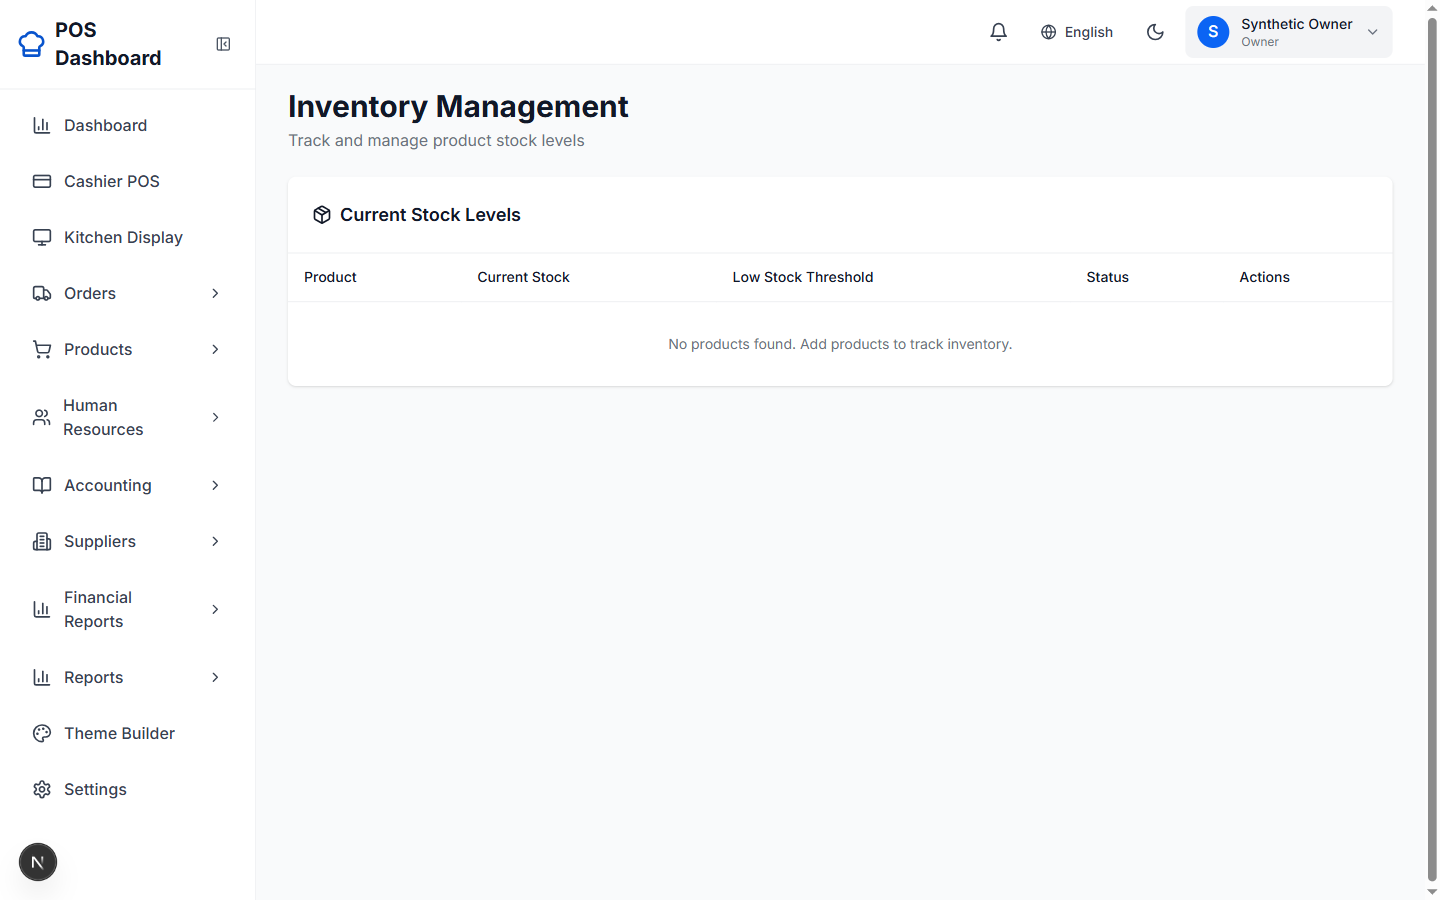 POS
Dashboard
English
S
Synthetic Owner
Owner
Dashboard
Cashier POS
Kitchen Display
Orders
Products
Human
Resources
Accounting
Suppliers
Financial
Reports
Reports
Theme Builder
Settings
N
Inventory Management
Track and manage product stock levels
Current Stock Levels
Product Current Stock Low Stock Threshold Status Actions
No products found. Add products to track inventory.